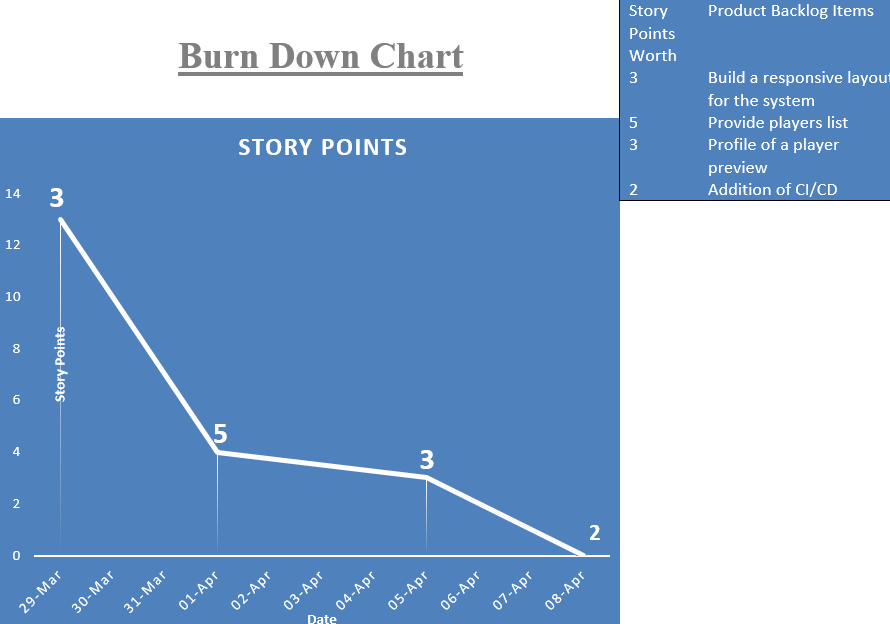 Burn Down Chart
Story Points Worth Product Backlog Items
3 Build a responsive layout
for the system
5 Provide players list
3 Profile of a player
preview
2 Addition of CI/CD
STORY POINTS
14
12
10
8
6
4
2
0
3
5
3
2
Story Points
29-Mar 30-Mar 31-Mar 01-Apr 02-Apr 03-Apr 04-Apr 05-Apr 06-Apr 07-Apr 08-Apr
Date